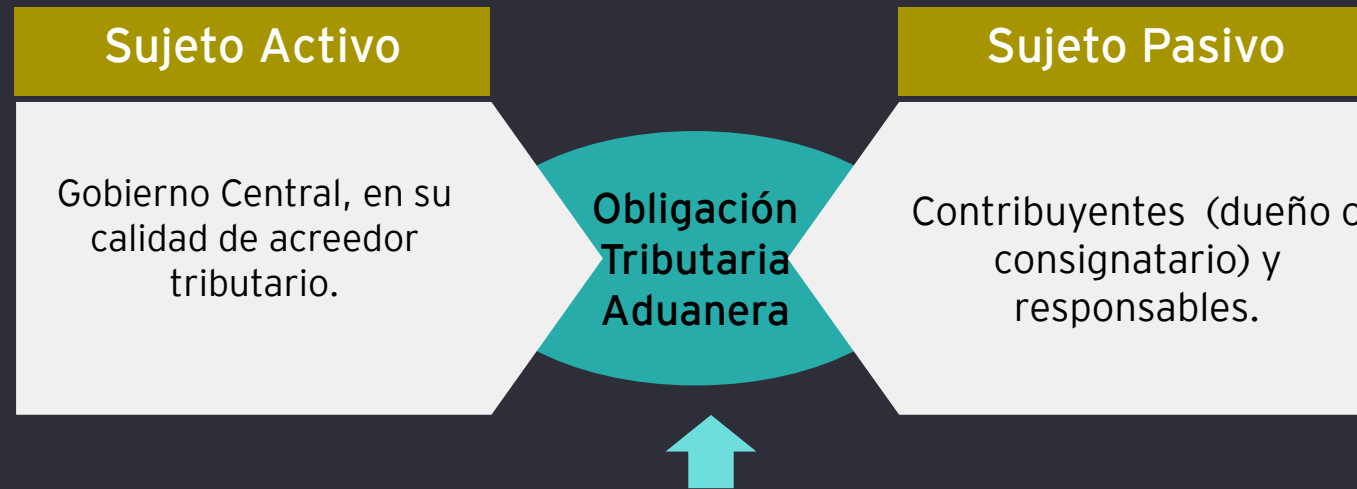 Sujeto Activo
Gobierno Central, en su
calidad de acreedor
tributario.
Obligación
Tributaria
Aduanera
Sujeto Pasivo
Contribuyentes (dueño
consignatario) y
responsables.